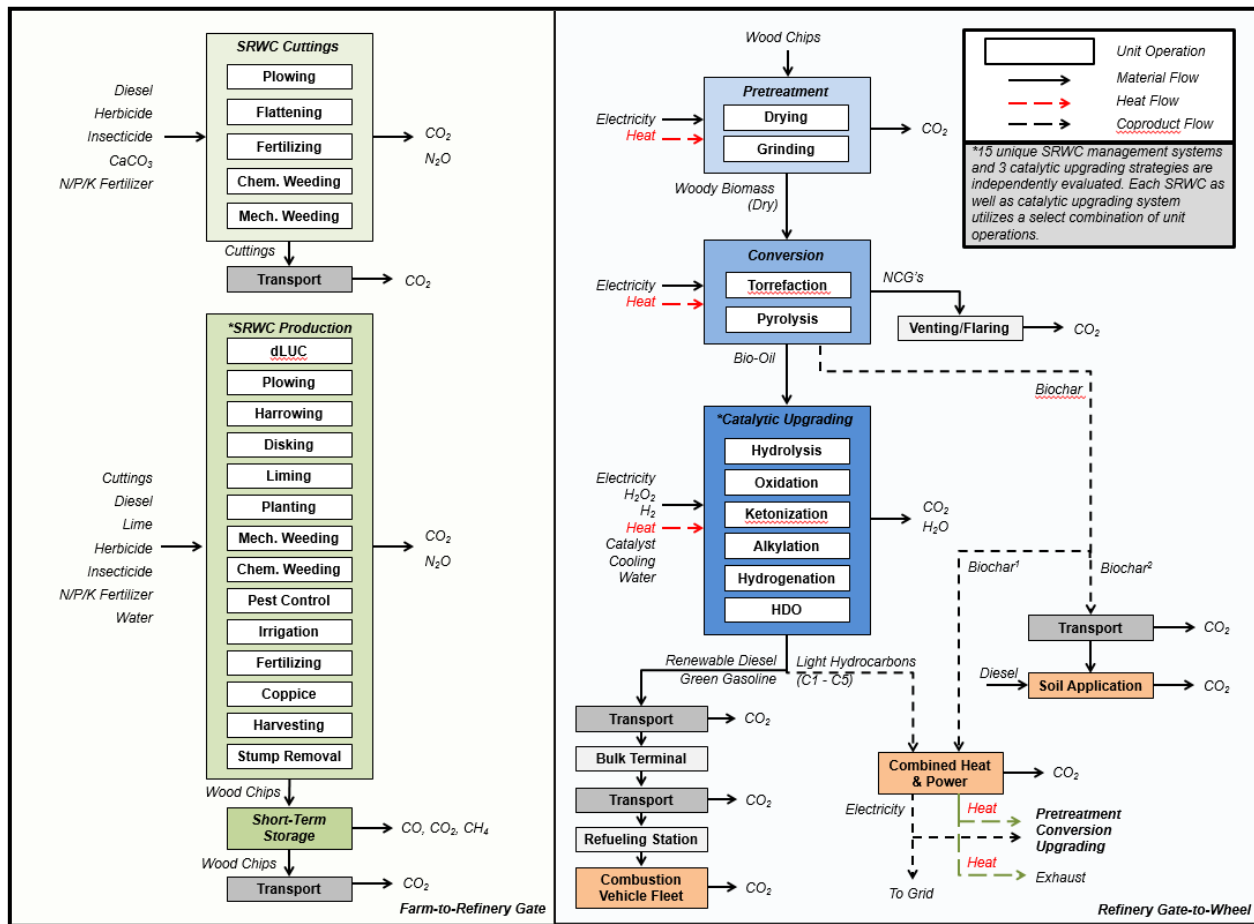 SRWC Cuttings
Plowing
Flattening
Fertilizing
Chem. Weeding
Mech. Weeding
Diesel
Herbicide
Insecticide
CaCO₃
N/P/K Fertilizer
CO₂
N₂O
Cuttings
Transport
CO₂
*SRWC Production
dLUC
Plowing
Harrowing
Disking
Liming
Planting
Mech. Weeding
Chem. Weeding
Pest Control
Irrigation
Fertilizing
Coppice
Harvesting
Stump Removal
Cuttings
Diesel
Lime
Herbicide
Insecticide
N/P/K Fertilizer
Water
CO₂
N₂O
Wood Chips
Short-Term
Storage
CO, CO₂, CH₄
Wood Chips
Transport
CO₂
Farm-to-Refinery Gate
Wood Chips
Pretreatment
Drying
Grinding
Electricity
Heat
CO₂
Woody Biomass
(Dry)
Conversion
Torrefaction
Pyrolysis
Electricity
Heat
NCG's
Venting/Flaring
CO₂
Bio-Oil
Biochar
*Catalytic Upgrading
Hydrolysis
Oxidation
Ketonization
Alkylation
Hydrogenation
HDO
Electricity
H₂O₂
H₂
Heat
Catalyst
Cooling
Water
CO₂
H₂O
Biochar¹
Biochar²
Transport
CO₂
Diesel
Soil Application
CO₂
Renewable Diesel
Green Gasoline
Light Hydrocarbons
(C1 - C5)
Transport
CO₂
Bulk Terminal
Transport
CO₂
Refueling Station
Combustion
Vehicle Fleet
CO₂
Combined Heat
& Power
CO₂
Electricity
Heat
Pretreatment
Conversion
Upgrading
Heat
Exhaust
To Grid
Refinery Gate-to-Wheel
Unit Operation
Material Flow
Heat Flow
Coproduct Flow
*15 unique SRWC management systems
and 3 catalytic upgrading strategies are
independently evaluated. Each SRWC as
well as catalytic upgrading system
utilizes a select combination of unit
operations.